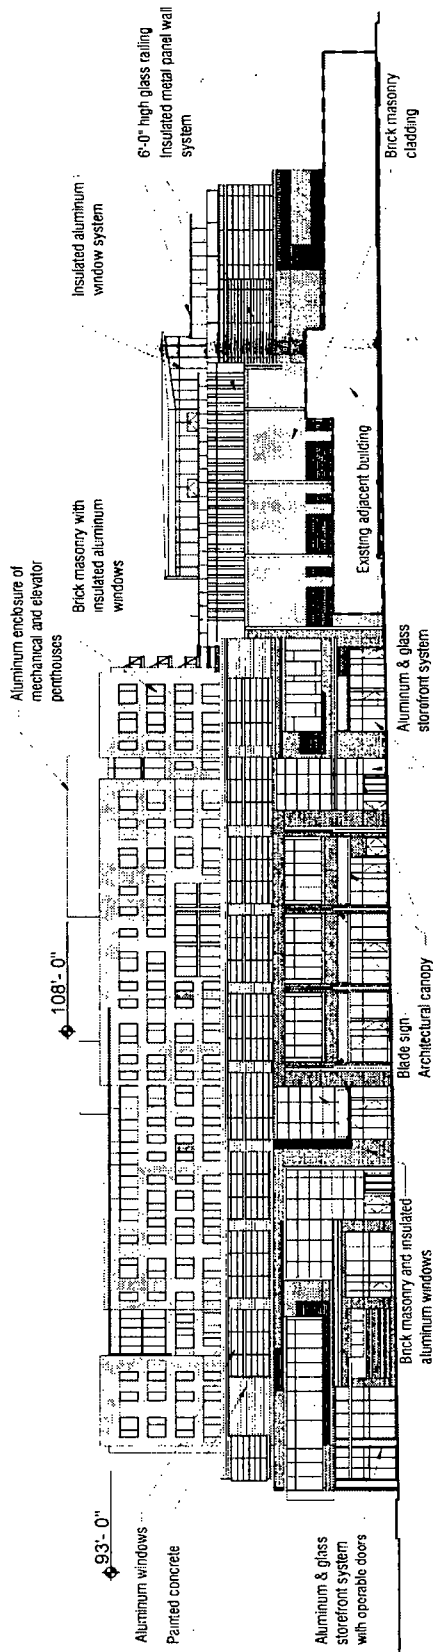 Aluminum enclosure of
mechanical and elevator
penthouses
Insulated aluminum
window system
6'-0" high glass railing
Insulated metal panel wall
system
Brick masonry with
insulated aluminum
windows
108'- 0"
93'- 0"
Aluminum windows
Painted concrete
Aluminum & glass
storefront system
with operable doors
Brick masonry and insulated
aluminum windows
Blade sign
Architectural canopy
Aluminum & glass
storefront system
Existing adjacent building
Brick masonry
cladding